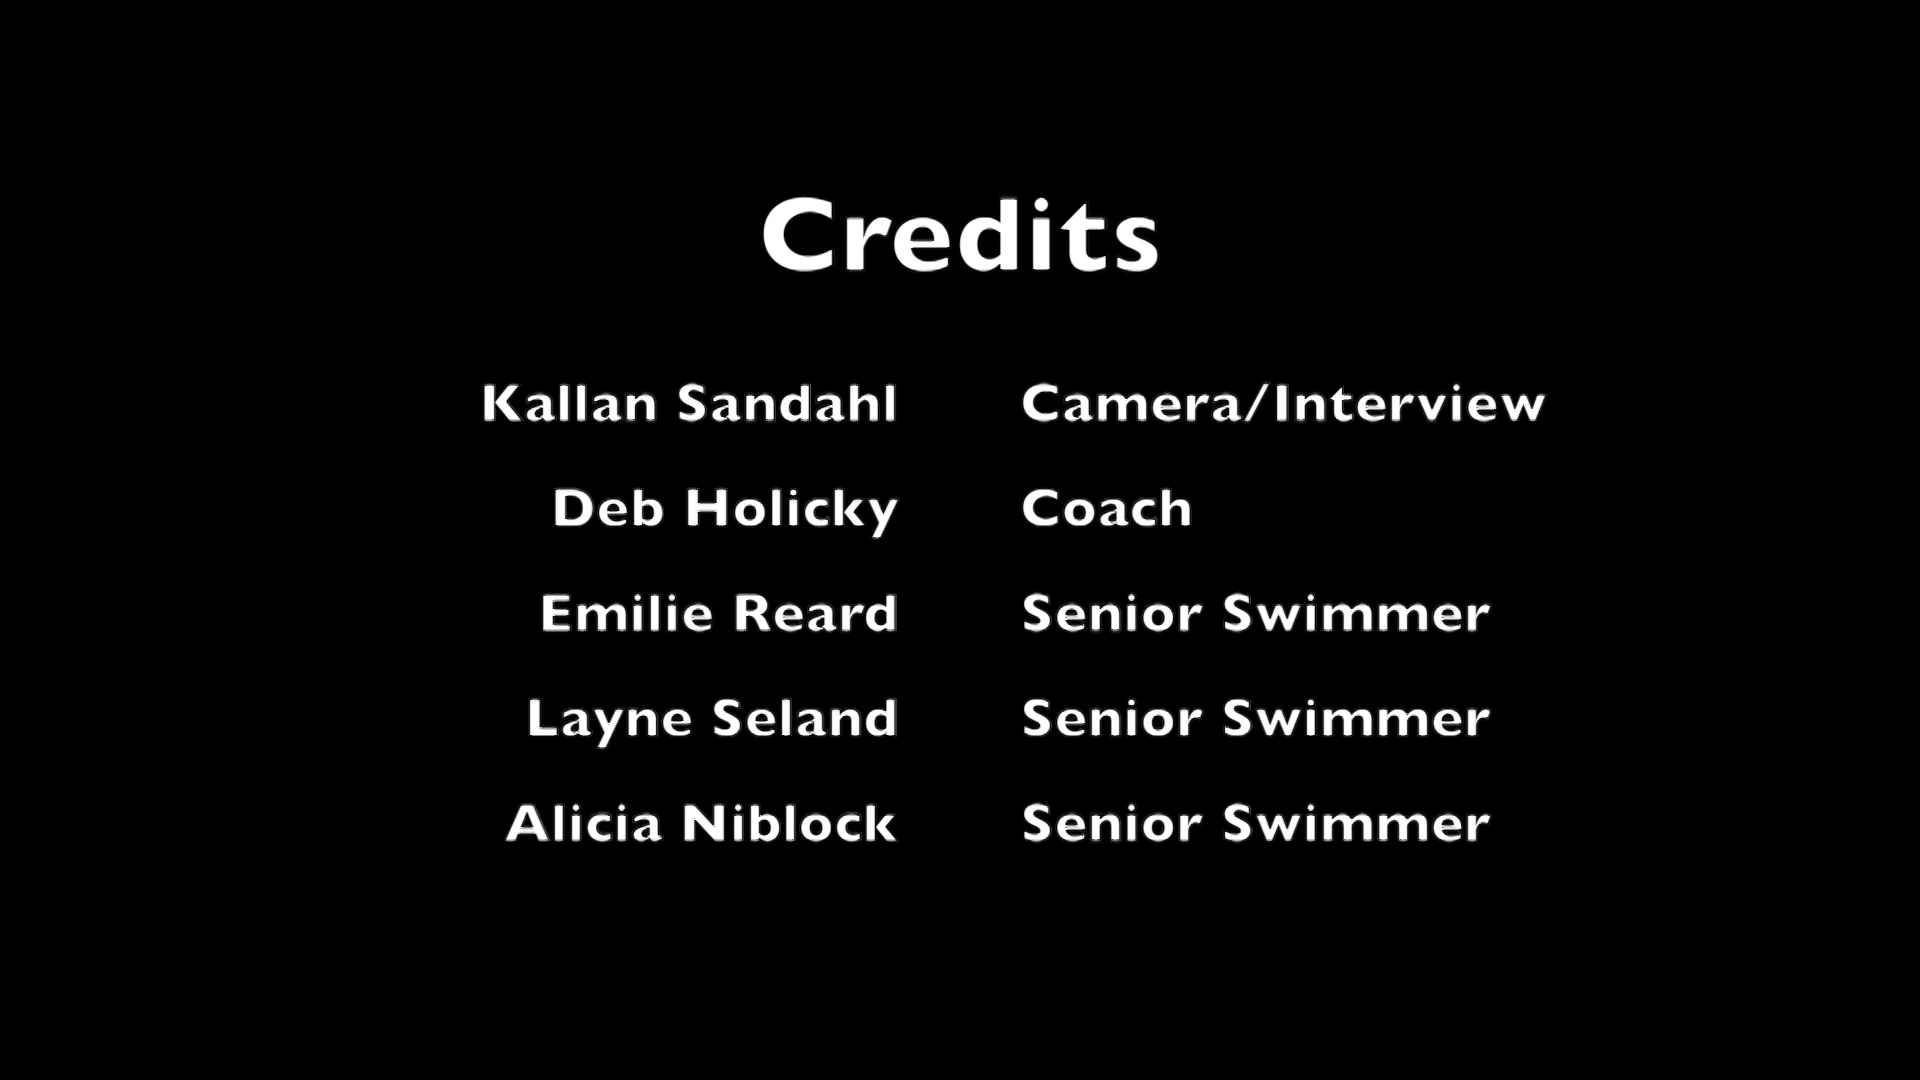 Credits
Kallan Sandahl Camera/Interview
Deb Holicky Coach
Emilie Reard Senior Swimmer
Layne Seland Senior Swimmer
Alicia Niblock Senior Swimmer